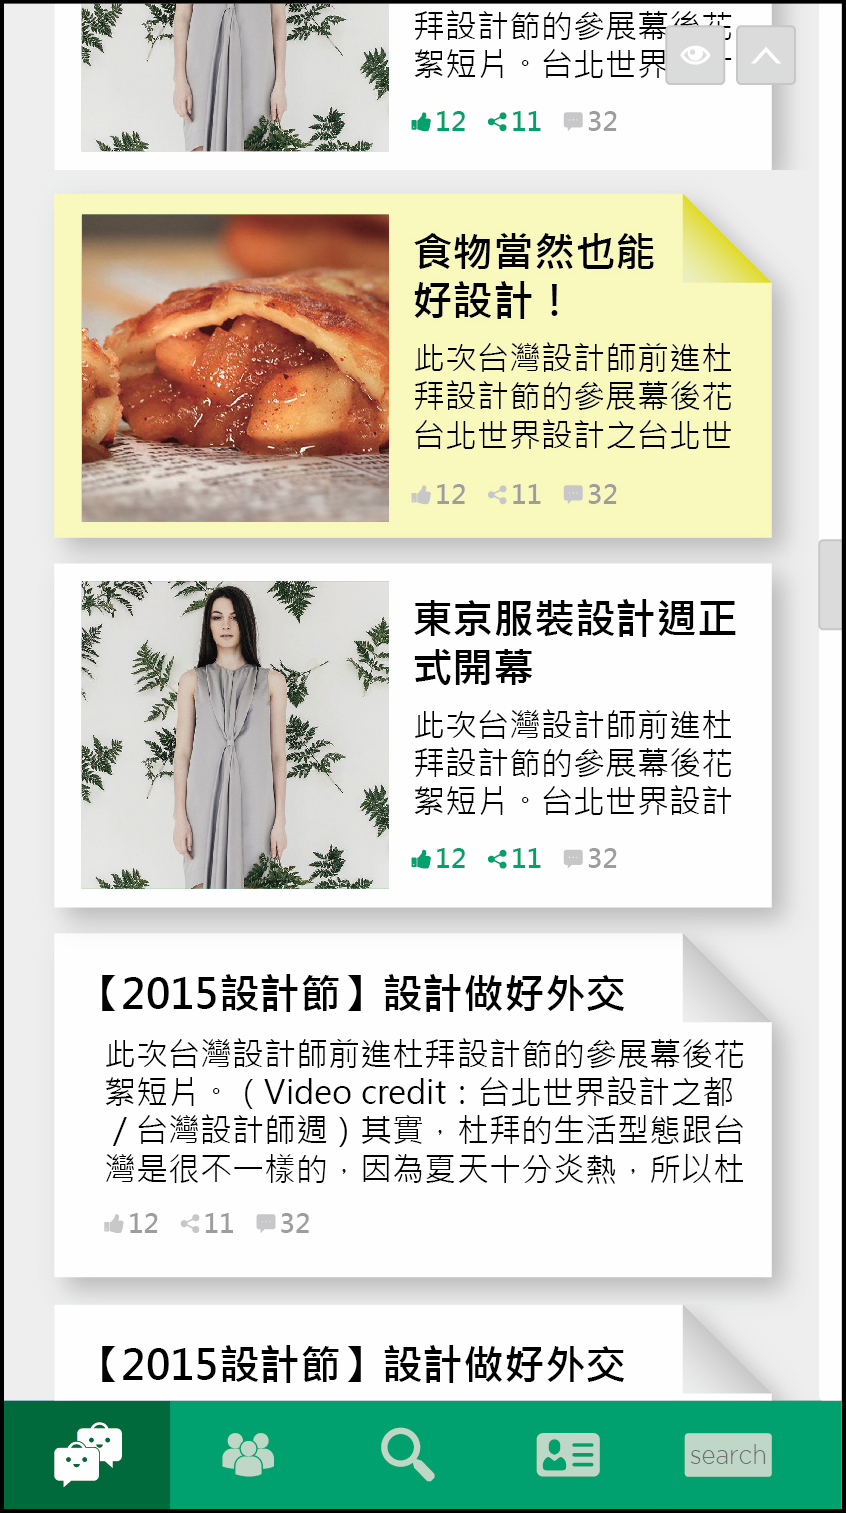 拜設計節的參展幕後花
絮短片。台北世界
12 11 32
食物當然也能
好設計！
此次台灣設計師前進杜
拜設計節的參展幕後花
台北世界設計之台北世
12 11 32
東京服裝設計週正
式開幕
此次台灣設計師前進杜
拜設計節的參展幕後花
絮短片。台北世界設計
12 11 32
【2015設計節】設計做好外交
此次台灣設計師前進杜拜設計節的參展幕後花
絮短片。（Video credit：台北世界設計之都
／台灣設計師週）其實，杜拜的生活型態跟台
灣是很不一樣的，因為夏天十分炎熱，所以杜
12 11 32
【2015設計節】設計做好外交
search